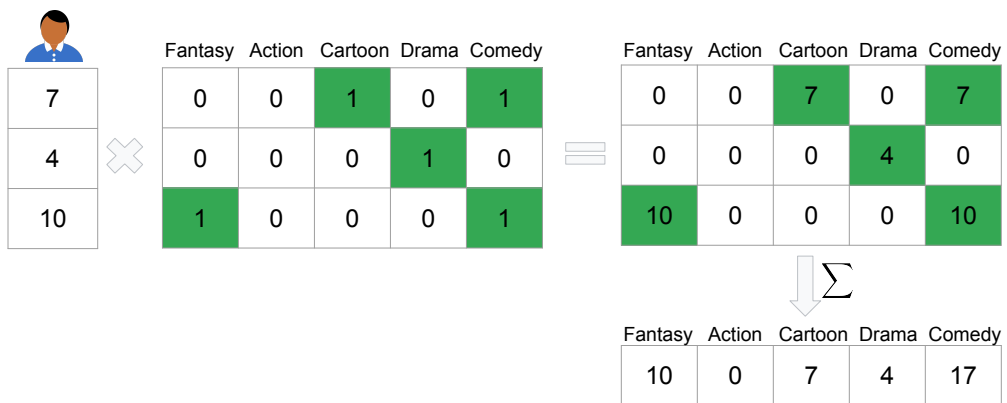 Fantasy Action Cartoon Drama Comedy
7
4
10
0 0 1 0 1
0 0 0 1 0
1 0 0 0 1
Fantasy Action Cartoon Drama Comedy
0 0 7 0 7
0 0 0 4 0
10 0 0 0 10
∑
Fantasy Action Cartoon Drama Comedy
10 0 7 4 17